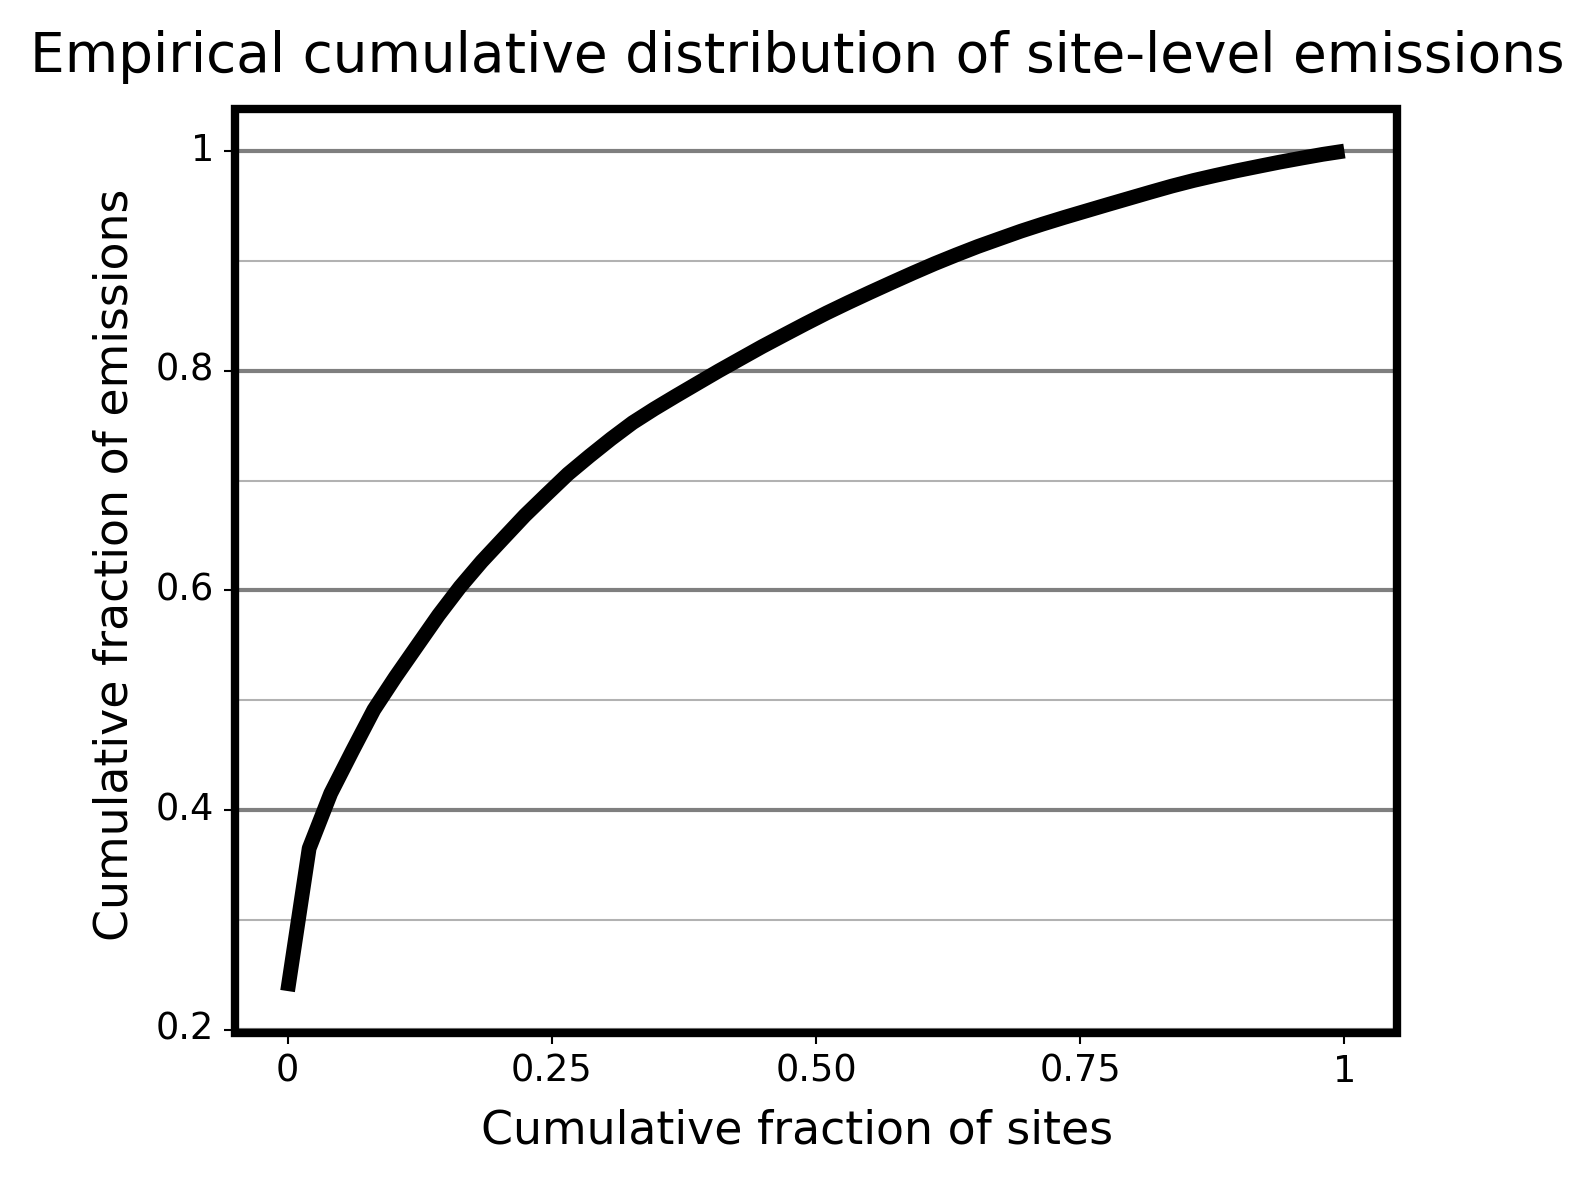 Empirical cumulative distribution of site-level emissions
Cumulative fraction of emissions
1
0.8
0.6
0.4
0.2
0 0.25 0.50 0.75 1
Cumulative fraction of sites